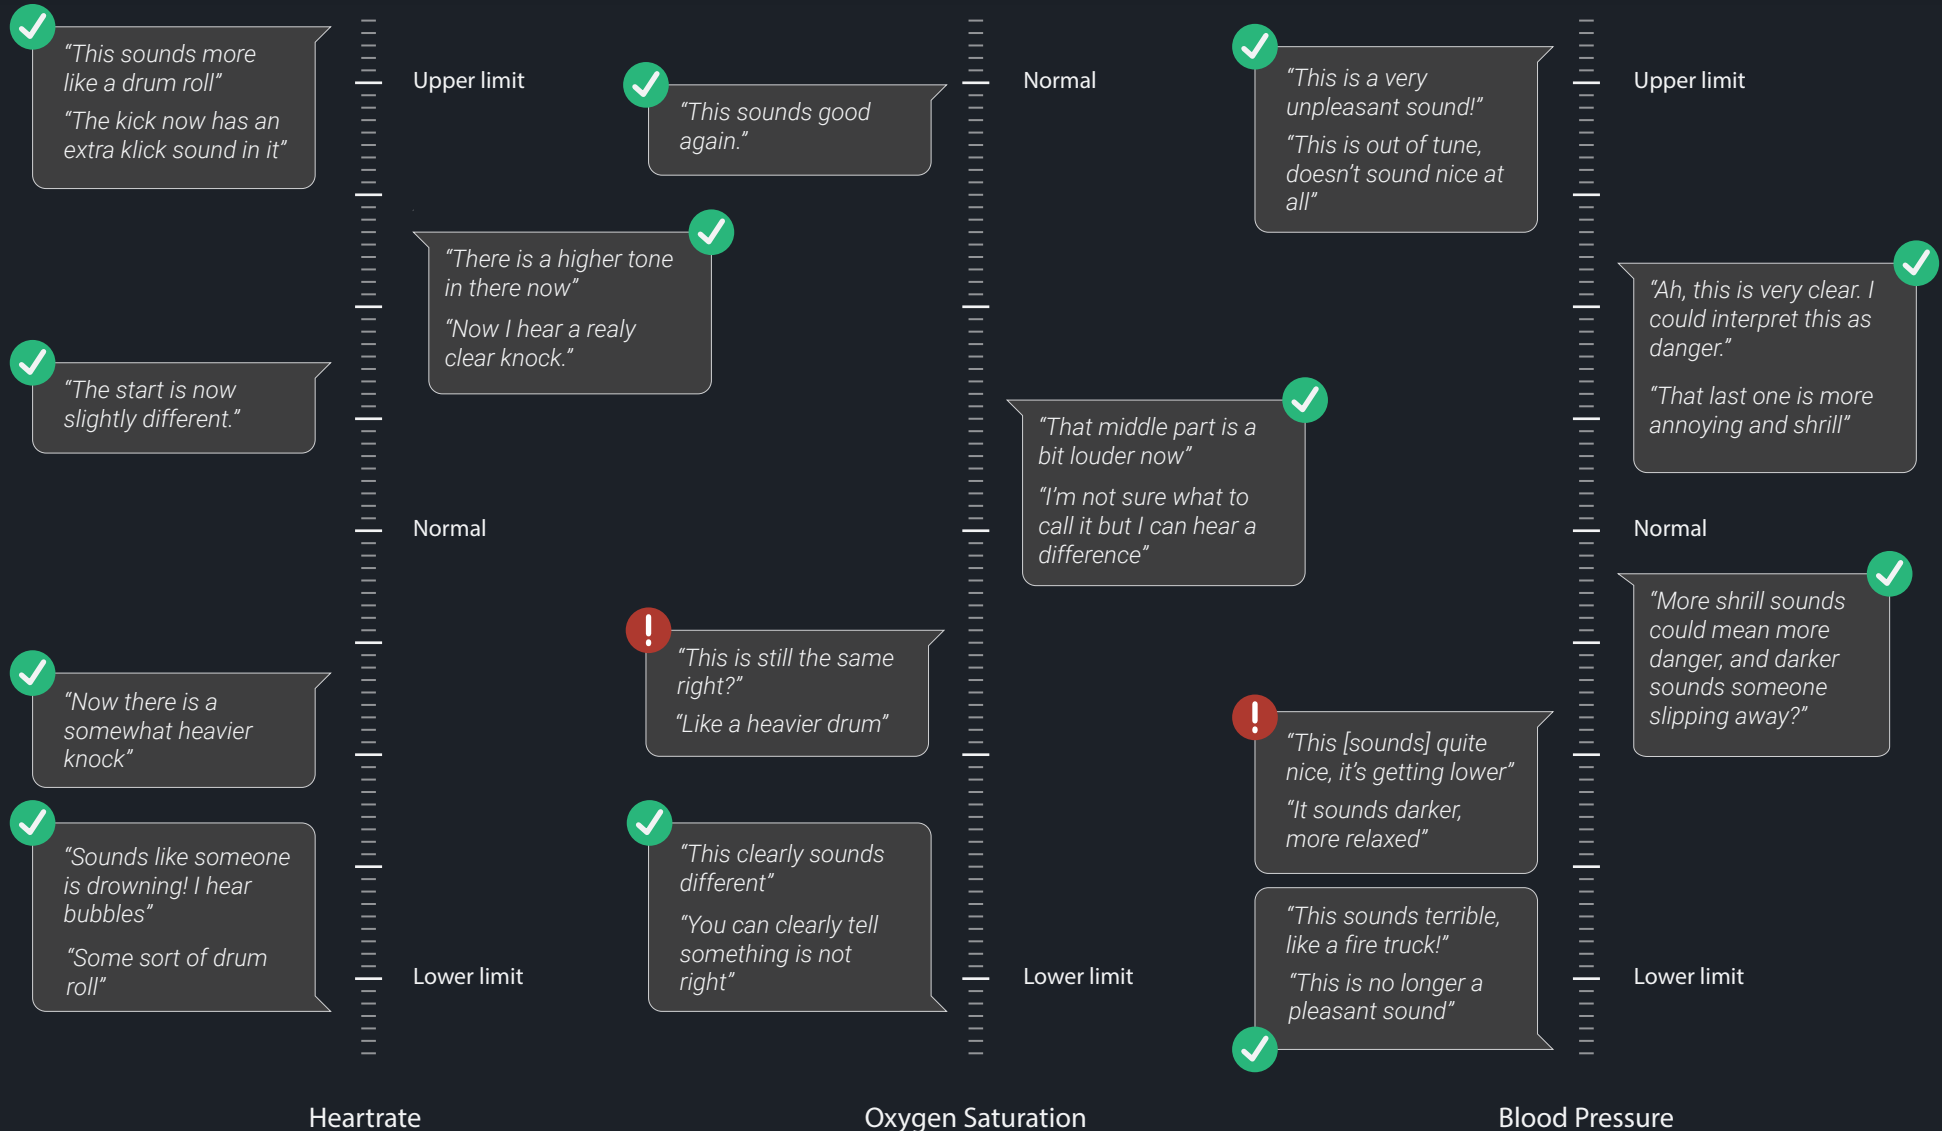 “This sounds more
like a drum roll”
“The kick now has an
extra klick sound in it”
“The start is now
slightly different.”
“Now there is a
somewhat heavier
knock”
“Sounds like someone
is drowning! I hear
bubbles”
“Some sort of drum
roll”
Upper limit
“There is a higher tone
in there now”
“Now I hear a realy
clear knock.”
Normal
Lower limit
Heartrate
“This sounds good
again.”
“This is still the same
right?”
“Like a heavier drum”
“This clearly sounds
different”
“You can clearly tell
something is not
right”
Normal
“That middle part is a
bit louder now”
“I’m not sure what to
call it but I can hear a
difference”
Lower limit
Oxygen Saturation
“This is a very
unpleasant sound!”
“This is out of tune,
doesn’t sound nice at
all”
“This [sounds] quite
nice, it’s getting lower”
“It sounds darker,
more relaxed”
“This sounds terrible,
like a fire truck!”
“This is no longer a
pleasant sound”
Upper limit
“Ah, this is very clear. I
could interpret this as
danger.”
“That last one is more
annoying and shrill”
Normal
“More shrill sounds
could mean more
danger, and darker
sounds someone
slipping away?”
Lower limit
Blood Pressure